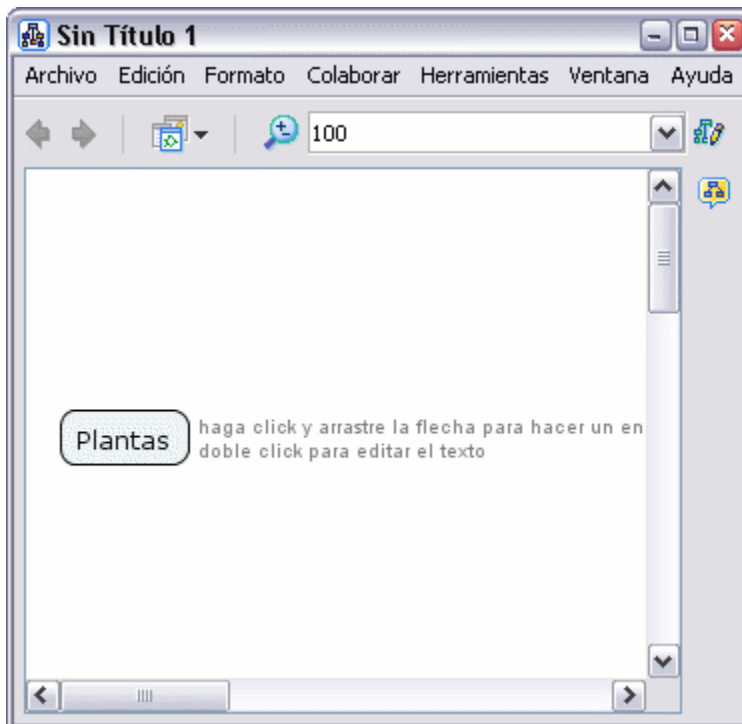 Sin Título 1
Archivo Edición Formato Colaborar Herramientas Ventana Ayuda
100
Plantas
haga click y arrastre la flecha para hacer un en
doble click para editar el texto